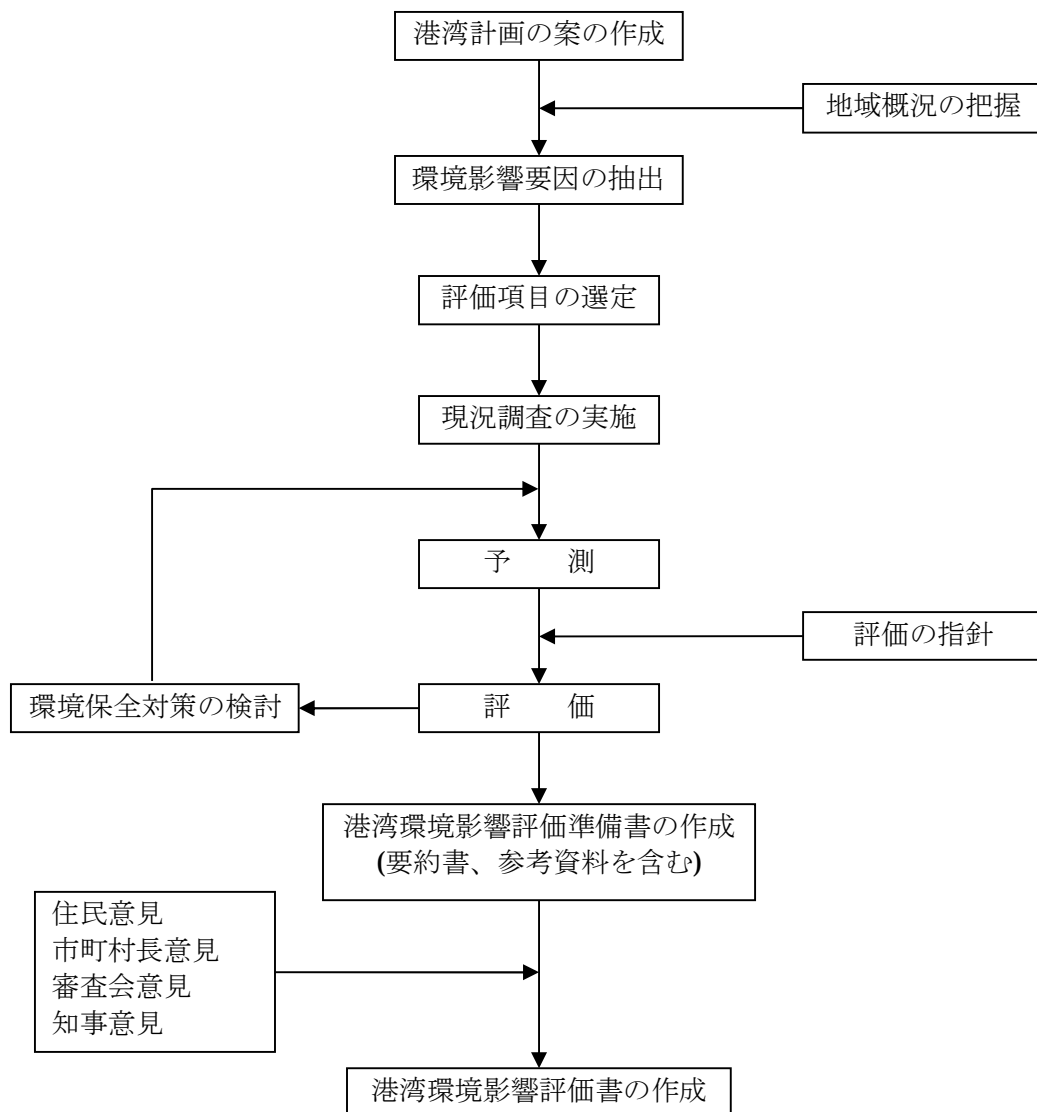 港湾計画の案の作成
地域概況の把握
環境影響要因の抽出
評価項目の選定
現況調査の実施
予　　測
評価の指針
環境保全対策の検討
評　　価
港湾環境影響評価準備書の作成
(要約書、参考資料を含む)
住民意見
市町村長意見
審査会意見
知事意見
港湾環境影響評価書の作成